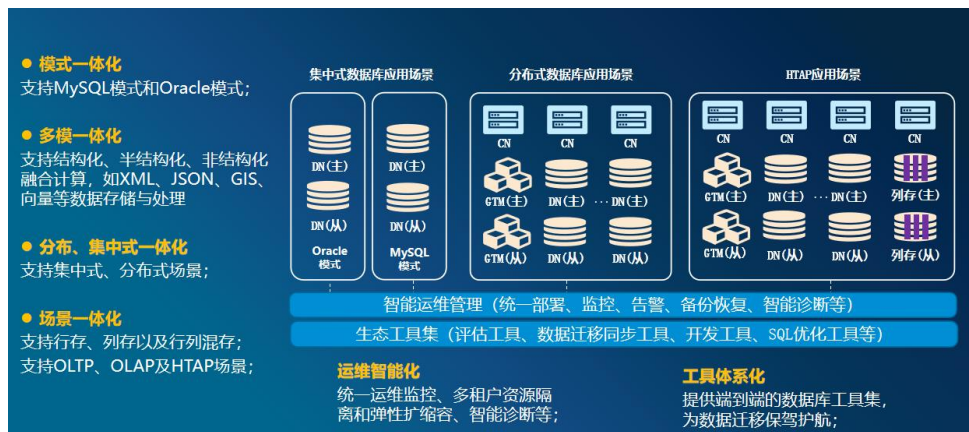 模式一体化
支持MySQL模式和Oracle模式；
多模一体化
支持结构化、半结构化、非结构化
融合计算，如XML、JSON、GIS、
向量等数据存储与处理
分布、集中式一体化
支持集中式、分布式场景；
场景一体化
支持行存、列存以及行列混存；
支持OLTP、OLAP及HTAP场景；
集中式数据库应用场景
DN(主)
DN(主)
DN(从)
DN(从)
Oracle
模式
MySQL
模式
分布式数据库应用场景
CN
CN
CN
GTM(主)
DN(主)
...DN(主)
GTM(从)
DN(从)
DN(从)
HTAP应用场景
CN
CN
CN
CN
GTM(主)
DN(主)
...DN(主)
列存(主)
GTM(从)
DN(从)
DN(从)
列存(从)
智能运维管理（统一部署、监控、告警、备份恢复、智能诊断等）
生态工具集（评估工具、数据迁移同步工具、开发工具、SQL优化工具等）
运维智能化
统一运维监控、多租户资源隔
离和弹性扩缩容、智能诊断等；
工具体系化
提供端到端的数据库工具集，
为数据迁移保驾护航；